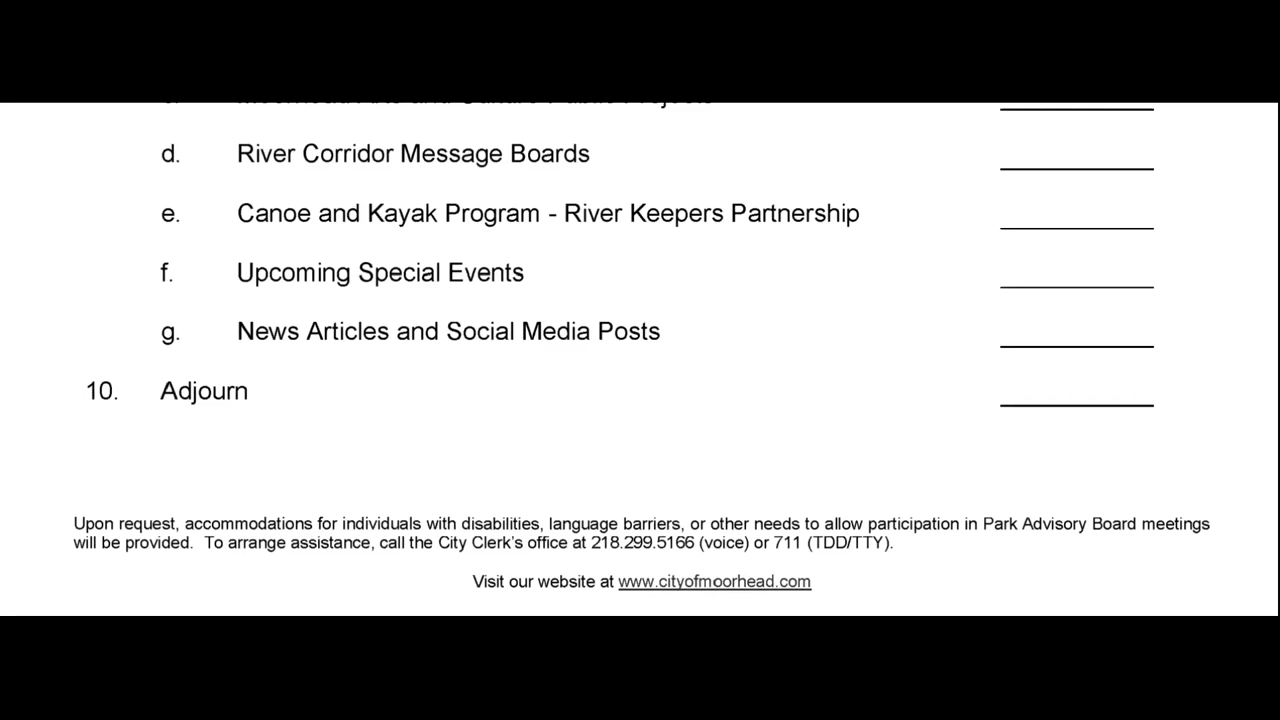 d. River Corridor Message Boards
e. Canoe and Kayak Program - River Keepers Partnership
f. Upcoming Special Events
g. News Articles and Social Media Posts
10. Adjourn
Upon request, accommodations for individuals with disabilities, language barriers, or other needs to allow participation in Park Advisory Board meetings
will be provided.  To arrange assistance, call the City Clerk's office at 218.299.5166 (voice) or 711 (TDD/TTY).
Visit our website at www.cityofmoorhead.com